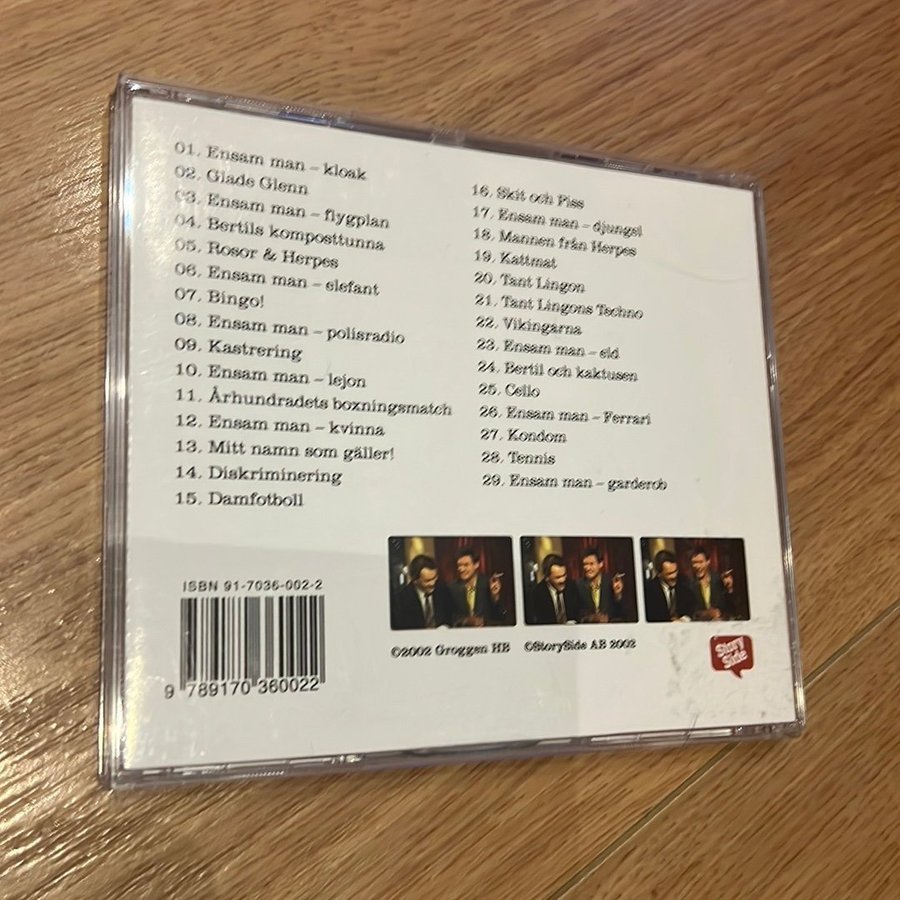 01. Ensam man – kloak
02. Glade Glenn
03. Ensam man – flygplan
04. Bertils komposttunna
05. Rosor & Herpes
06. Ensam man – elefant
07. Bingo!
08. Ensam man – polisradio
09. Kastrering
10. Ensam man – lejon
11. Århundradets boxningsmatch
12. Ensam man – kvinna
13. Mitt namn som gäller!
14. Diskriminering
15. Damfotboll
16. Skit och Piss
17. Ensam man – djungel
18. Mannen från Herpes
19. Kattmat
20. Tant Lingon
21. Tant Lingons Techno
22. Vikingarna
23. Ensam man – eld
24. Bertil och kaktusen
25. Cello
26. Ensam man – Ferrari
27. Kondom
28. Tennis
29. Ensam man – garderob
ISBN 91-7036-002-2
9 789170 360022
©2002 Groggen HB ©StorySide AB 2002
Story
Side